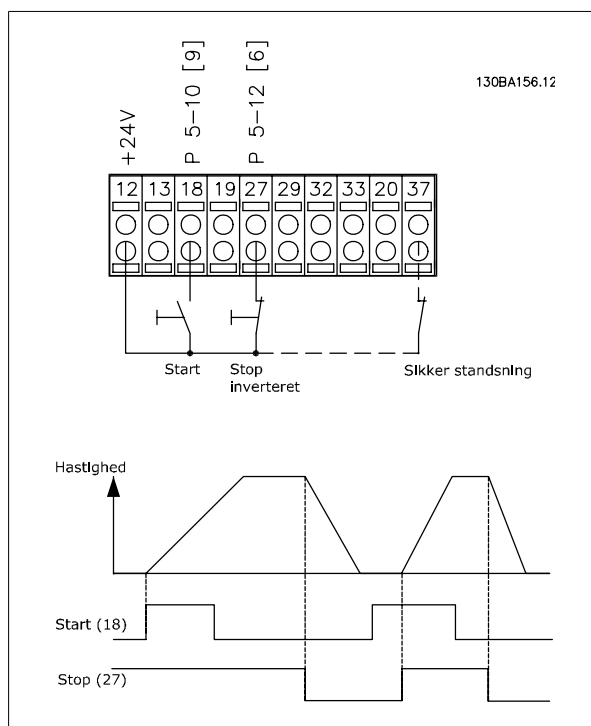 130BA156.12
+24V
P 5-10 [9]
P 5-12 [6]
12 13 18 19 27 29 32 33 20 37
Start
Stop
inverteret
Sikker standsning
Hastighed
Start (18)
Stop (27)